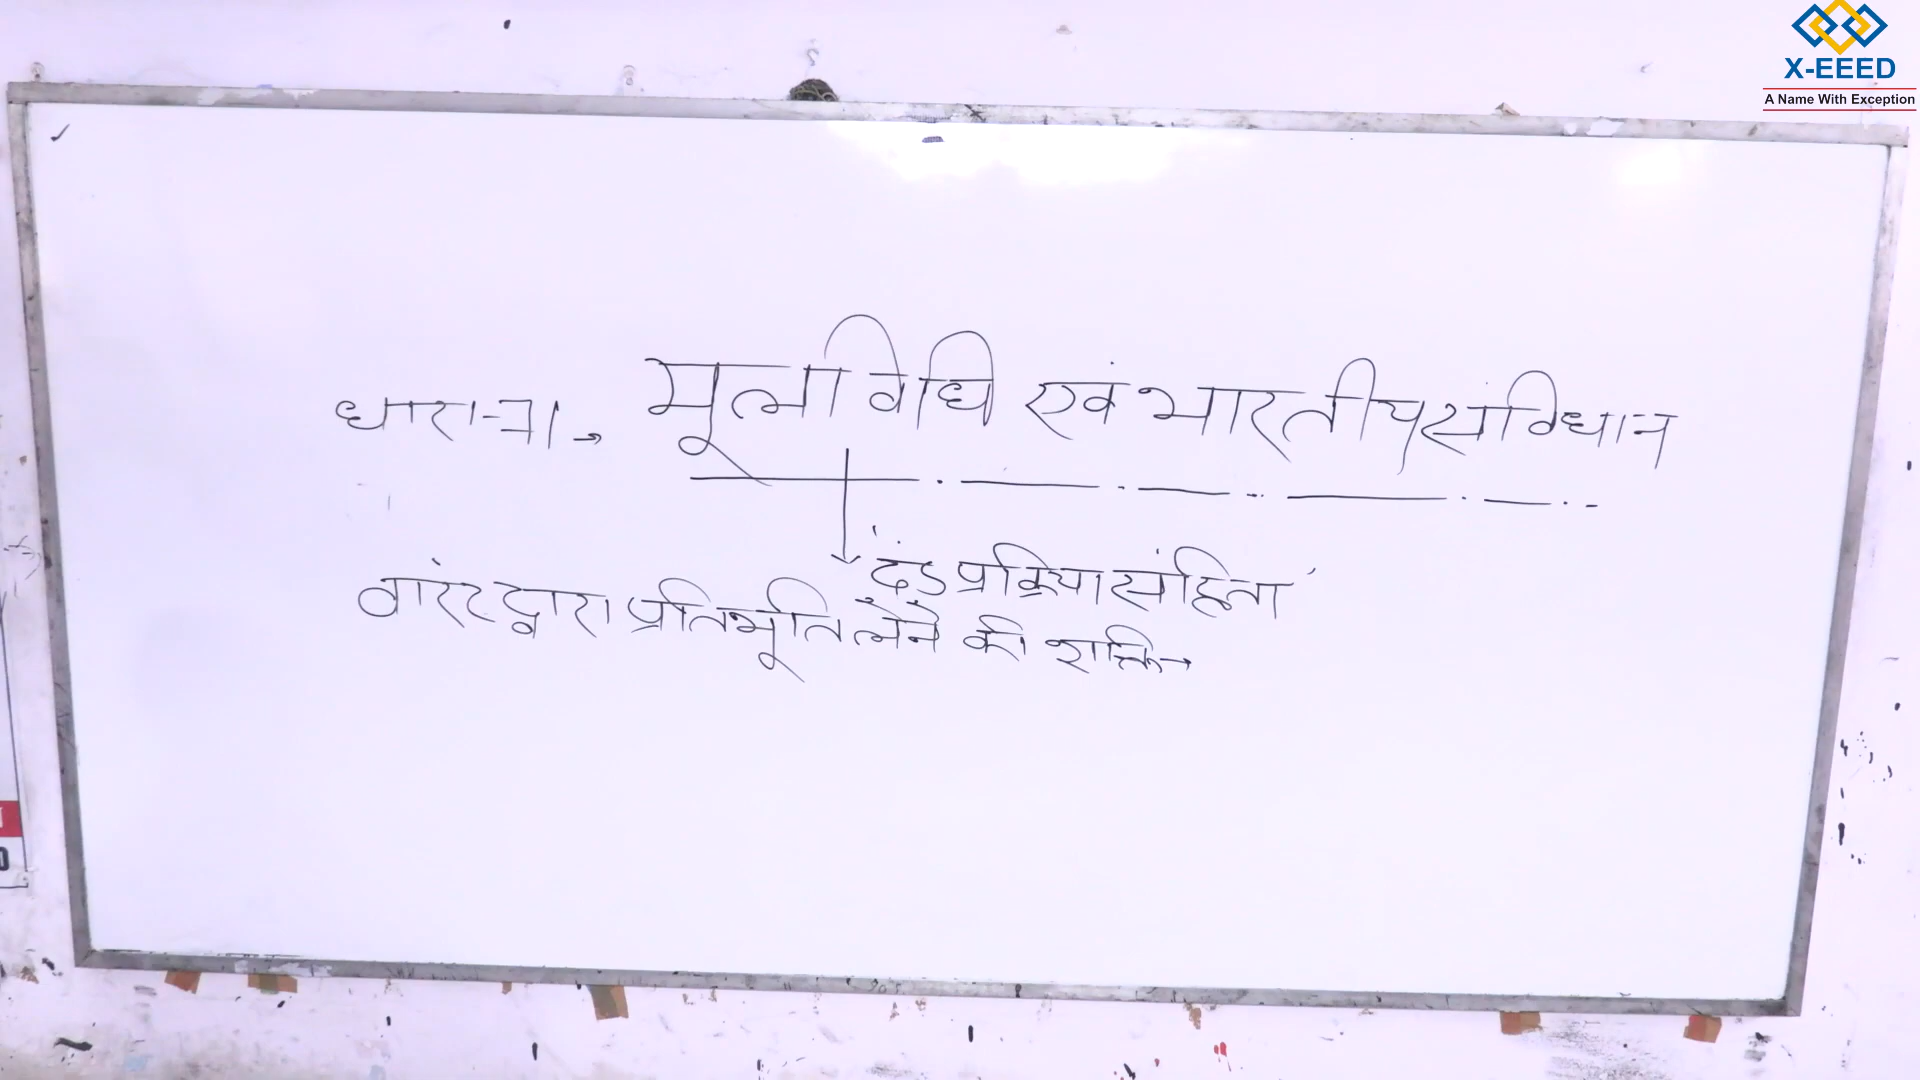 X-EEED
A Name With Exception
धारा-71→ मूल विधि एवं भारतीय संविधान
दंड प्रक्रिया संहिता
वारंट द्वारा प्रतिभूति लेने की शक्ति→